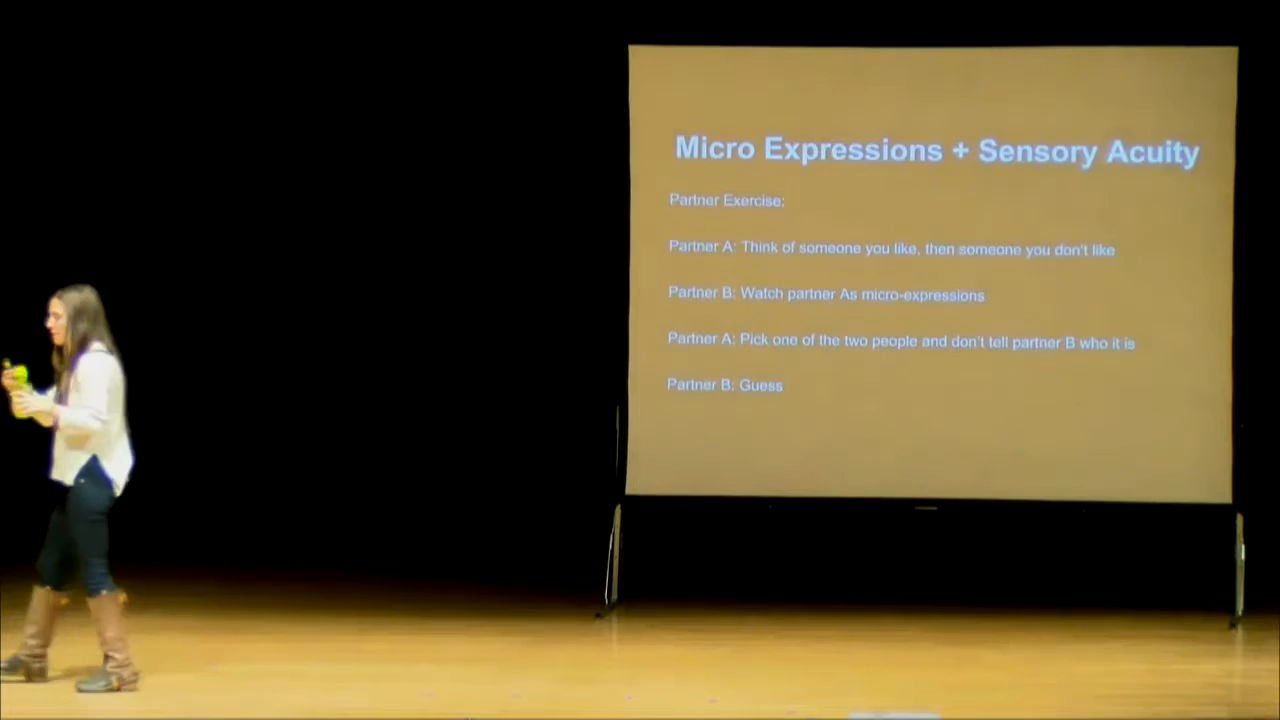 Micro Expressions + Sensory Acuity
Partner Exercise:
Partner A: Think of someone you like, then someone you don't like
Partner B: Watch partner As micro-expressions
Partner A: Pick one of the two people and don't tell partner B who it is
Partner B: Guess